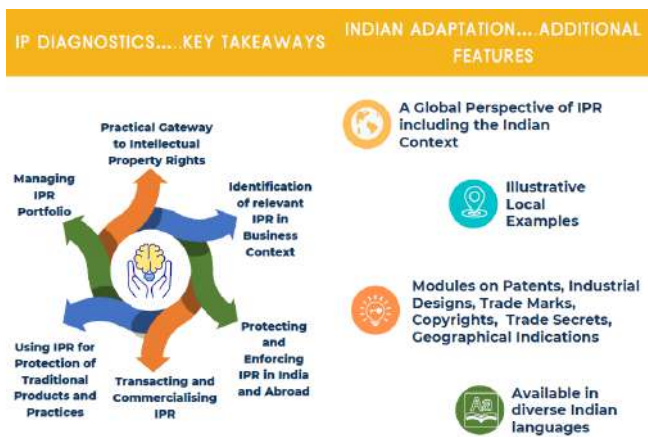 IP DIAGNOSTICS.....KEY TAKEAWAYS
Practical Gateway
to Intellectual
Property Rights
Identification
of relevant
IPR in
Business
Context
Protecting
and
Enforcing
IPR in India
and Abroad
Transacting and
Commercialising
IPR
Using IPR for
Protection of
Traditional
Products and
Practices
Managing
IPR
Portfolio
INDIAN ADAPTATION....ADDITIONAL
FEATURES
A Global Perspective of IPR
including the Indian
Context
Illustrative
Local
Examples
Modules on Patents, Industrial
Designs, Trade Marks,
Copyrights, Trade Secrets,
Geographical Indications
Aa
Available in
diverse Indian
languages